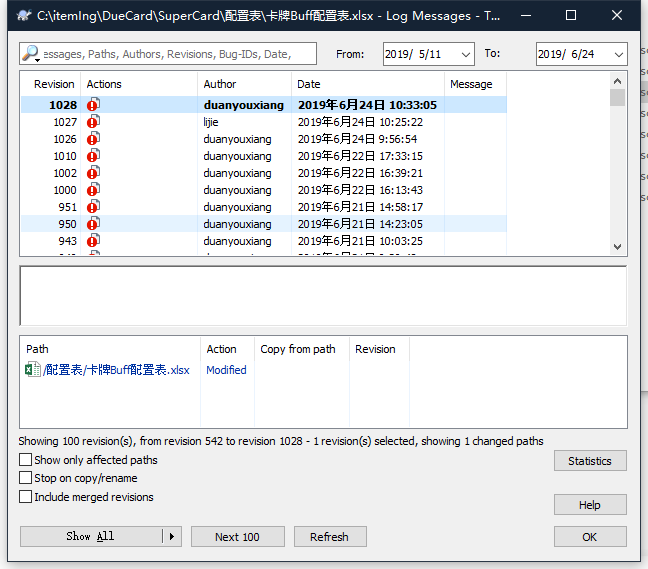 C:\itemIng\DueCard\SuperCard\配置表\卡牌Buff配置表.xlsx - Log Messages - T...
essages, Paths, Authors, Revisions, Bug-IDs, Date,
From:
2019/ 5/11
To:
2019/ 6/24
Revision Actions Author Date Message
1028 duanyouxiang 2019年6月24日 10:33:05
1027 lijie 2019年6月24日 10:25:22
1026 duanyouxiang 2019年6月24日 9:56:54
1010 duanyouxiang 2019年6月22日 17:33:15
1002 duanyouxiang 2019年6月22日 16:39:21
1000 duanyouxiang 2019年6月22日 16:13:43
951 duanyouxiang 2019年6月21日 14:58:17
950 duanyouxiang 2019年6月21日 14:23:05
943 duanyouxiang 2019年6月21日 10:03:25
Path Action Copy from path Revision
/配置表/卡牌Buff配置表.xlsx Modified
Showing 100 revision(s), from revision 542 to revision 1028 - 1 revision(s) selected, showing 1 changed paths
Show only affected paths
Statistics
Stop on copy/rename
Include merged revisions
Help
Show All
Next 100
Refresh
OK